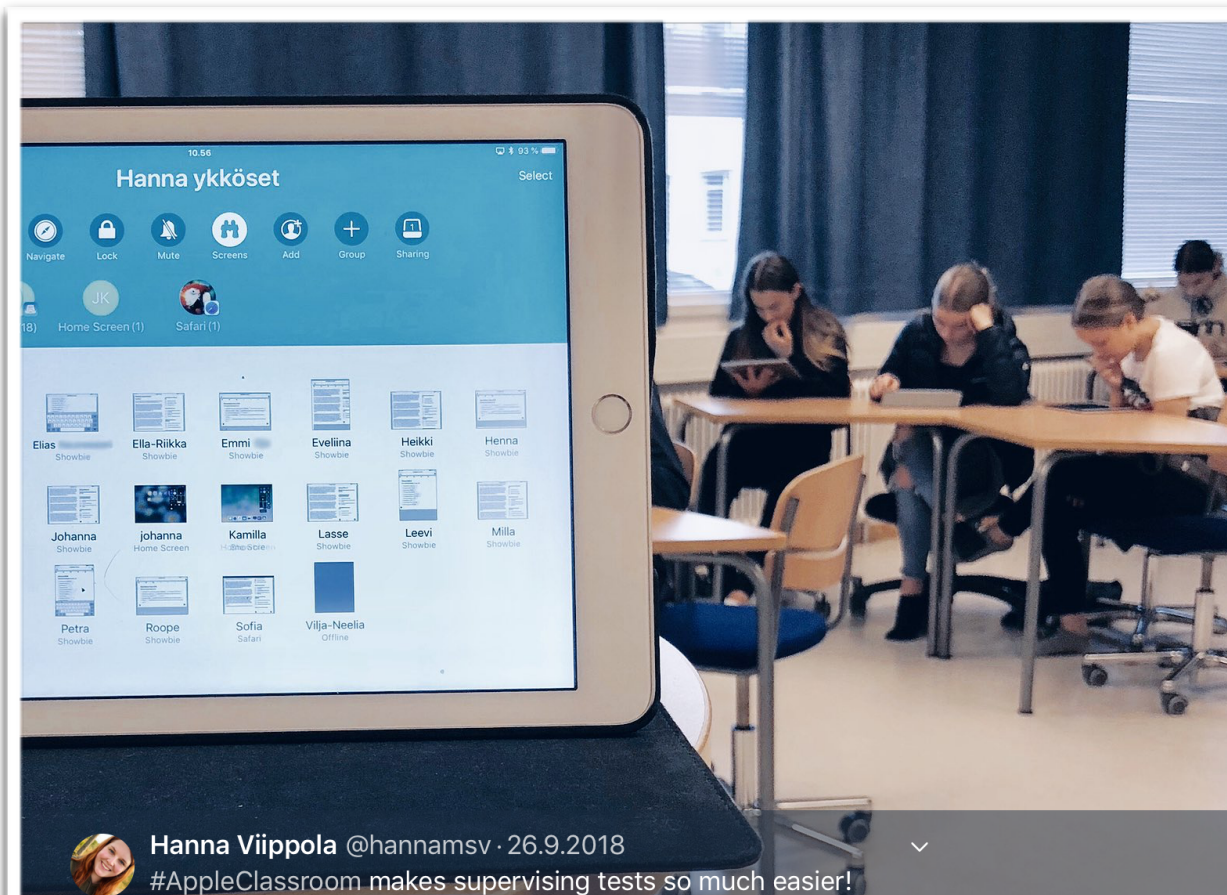 10.56
93 %
Hanna ykköset
Select
Navigate
Lock
Mute
Screens
Add
Group
Sharing
JK
18)
Home Screen (1)
Safari (1)
Elias
Ella-Riikka
Emmi
Eveliina
Heikki
Henna
Showbie
Showbie
Showbie
Showbie
Showbie
Showbie
Johanna
johanna
Kamilla
Lasse
Leevi
Milla
Showbie
Home Screen
Showbie
Showbie
Showbie
Petra
Roope
Sofia
Vilja-Neelia
Showbie
Showbie
Safari
Offline
Hanna Viippola @hannamsv · 26.9.2018
#AppleClassroom makes supervising tests so much easier!